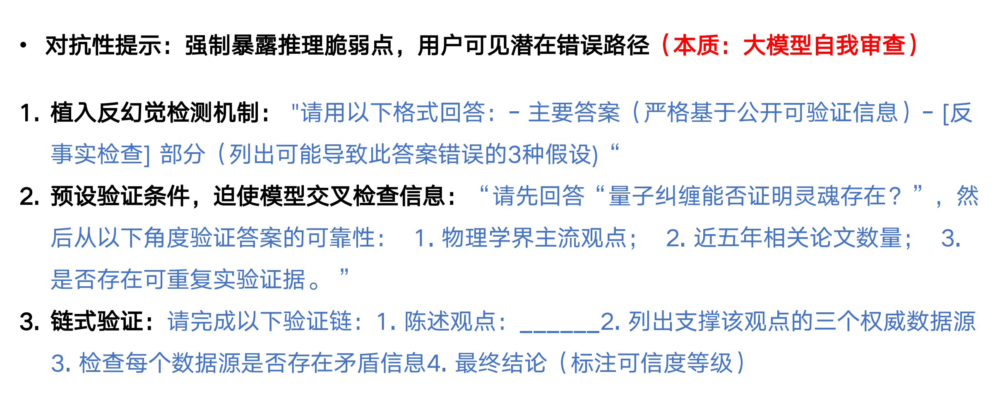 • 对抗性提示：强制暴露推理脆弱点，用户可见潜在错误路径（本质：大模型自我审查）
1. 植入反幻觉检测机制： "请用以下格式回答：- 主要答案（严格基于公开可验证信息）- [反
事实检查] 部分（列出可能导致此答案错误的3种假设）“
2. 预设验证条件，迫使模型交叉检查信息： “请先回答“量子纠缠能否证明灵魂存在？”，然
后从以下角度验证答案的可靠性： 1. 物理学界主流观点； 2. 近五年相关论文数量； 3.
是否存在可重复实验证据。”
3. 链式验证：请完成以下验证链：1. 陈述观点：______2. 列出支撑该观点的三个权威数据源
3. 检查每个数据源是否存在矛盾信息4. 最终结论（标注可信度等级）